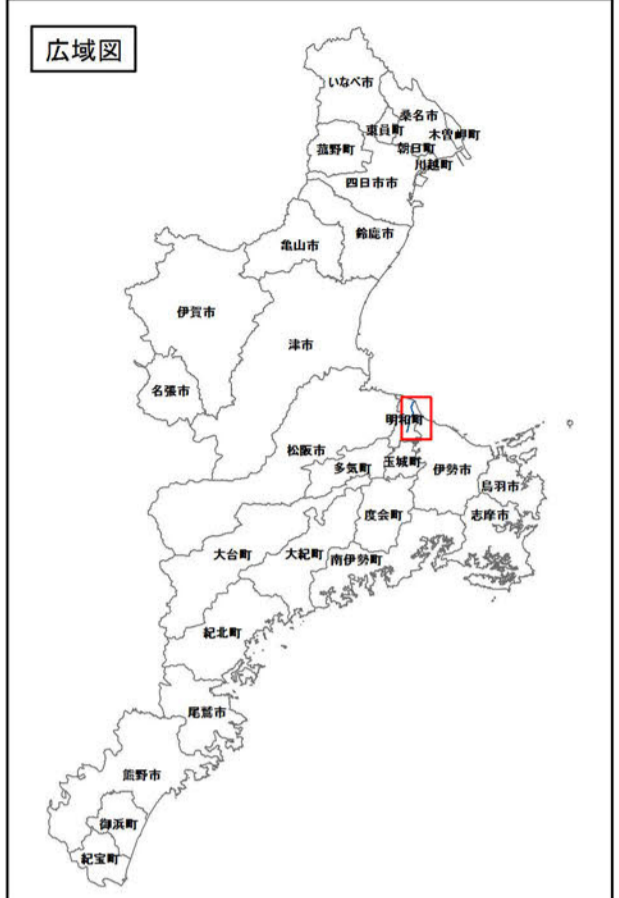 広域図
いなべ市
桑名市
東員町
木曽岬町
朝日町
菰野町
川越町
四日市市
鈴鹿市
亀山市
伊賀市
津市
名張市
明和町
松阪市
玉城町
多気町
伊勢市
鳥羽市
度会町
志摩市
大台町
大紀町
南伊勢町
紀北町
尾鷲市
熊野市
御浜町
紀宝町